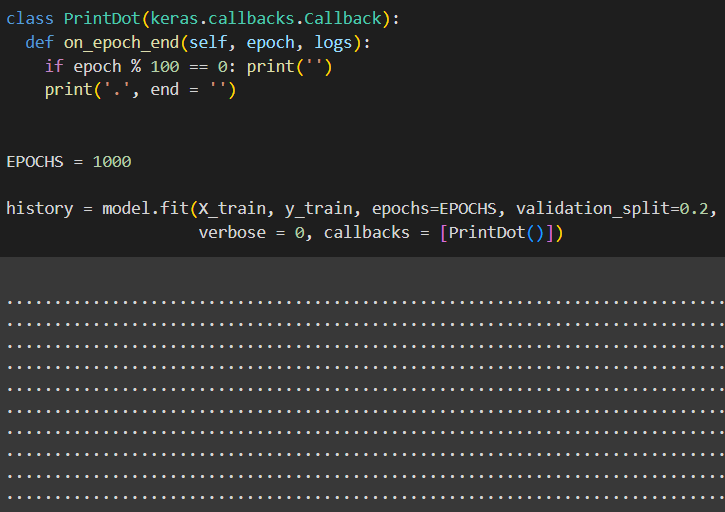 class PrintDot(keras.callbacks.Callback):
  def on_epoch_end(self, epoch, logs):
    if epoch % 100 == 0: print('')
    print('.', end = '')
EPOCHS = 1000
history = model.fit(X_train, y_train, epochs=EPOCHS, validation_split=0.2,
                    verbose = 0, callbacks = [PrintDot()])
...........................................................................
...........................................................................
...........................................................................
...........................................................................
...........................................................................
...........................................................................
...........................................................................
...........................................................................
...........................................................................
...........................................................................